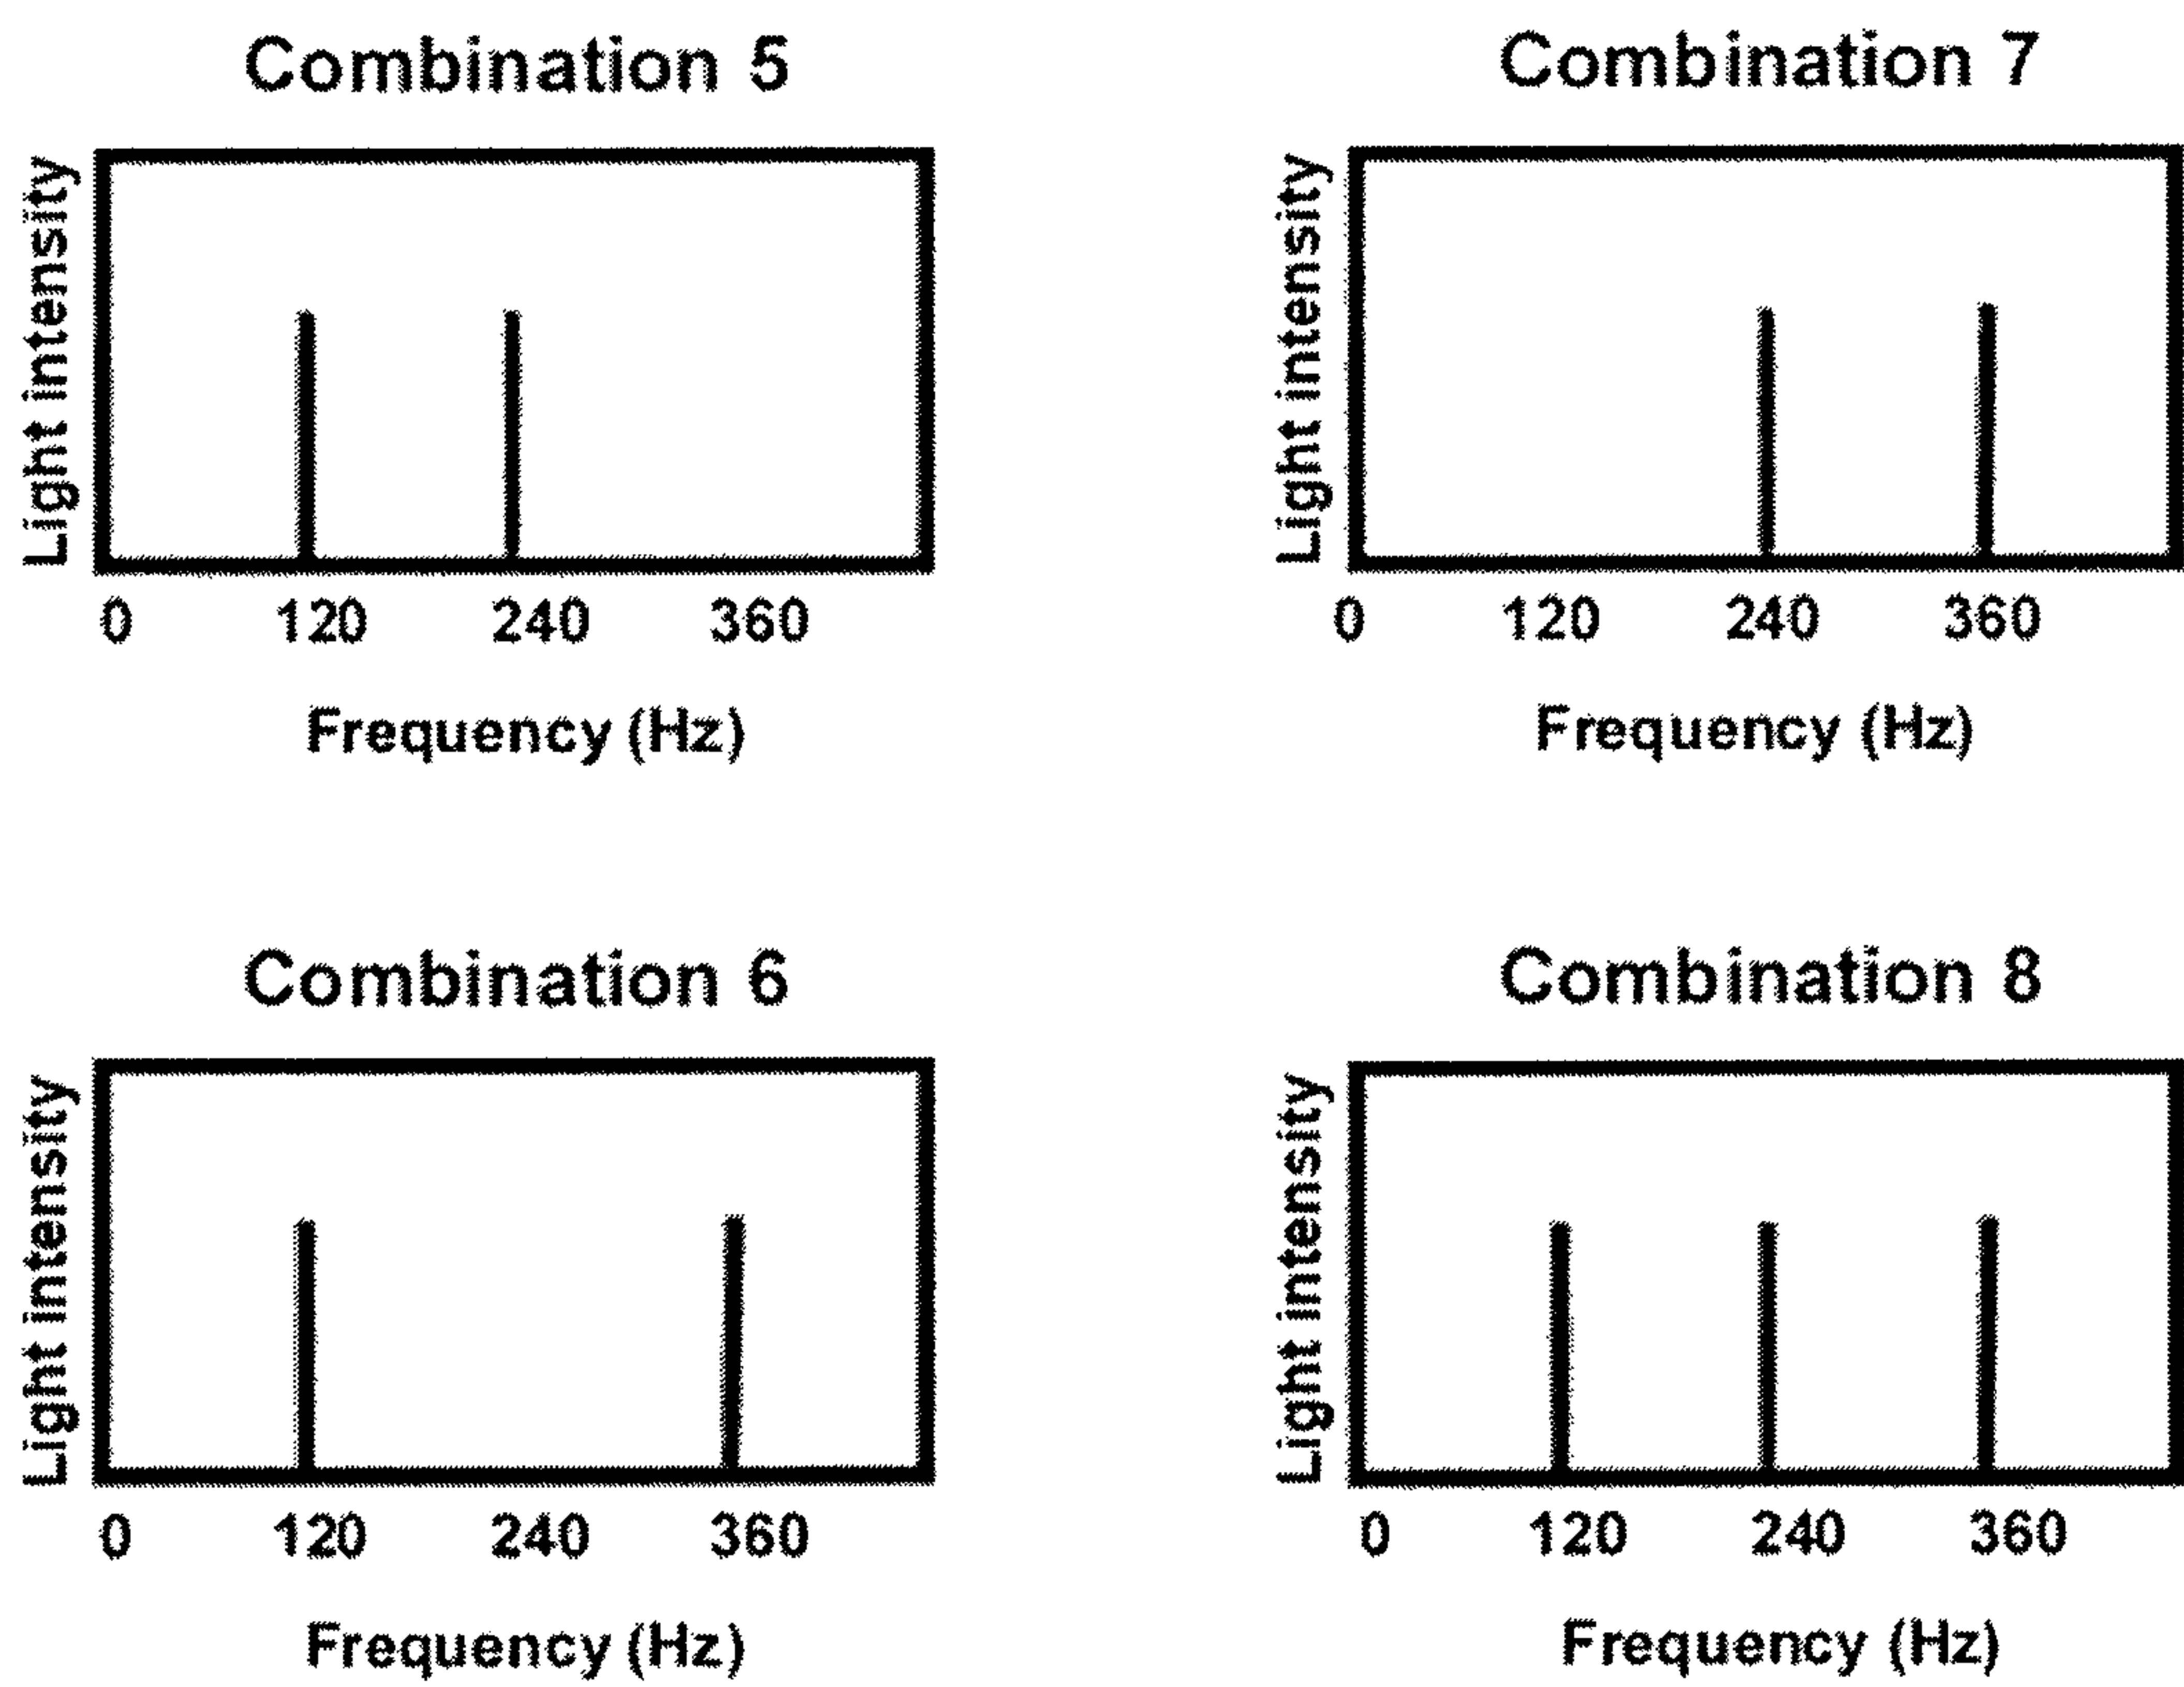 Combination 5
Light intensity
0 120 240 360
Frequency (Hz)
Combination 7
Light intensity
0 120 240 360
Frequency (Hz)
Combination 6
Light intensity
0 120 240 360
Frequency (Hz)
Combination 8
Light intensity
0 120 240 360
Frequency (Hz)